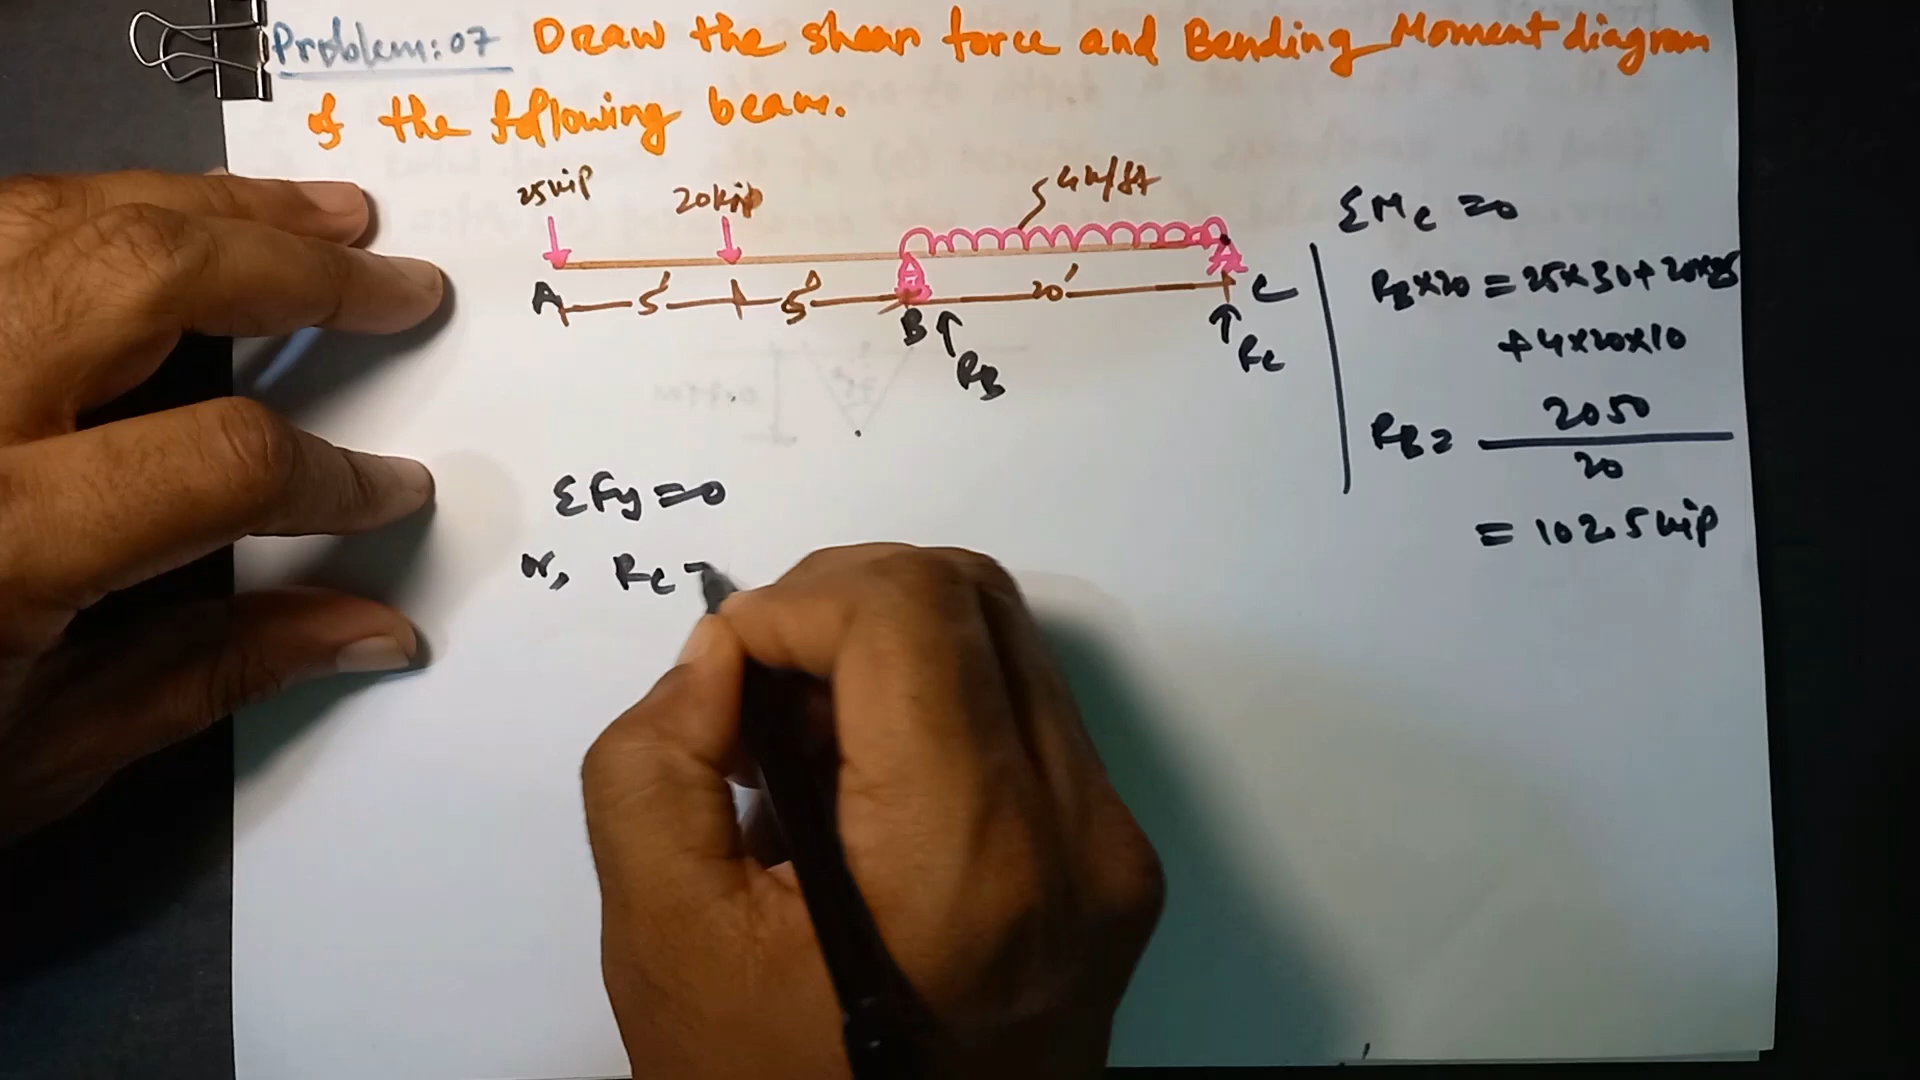 Problem: 07 Draw the shear force and Bending Moment diagram
of the following beam.
25kip 20kip 4k/ft
A 5' 5' B 20' C
RB RC
ΣMc = 0
RB×20 = 25×30 + 20×25
+ 4×20×10
RB = 2050
20
= 102.5 kip
ΣFy = 0
or, Rc =